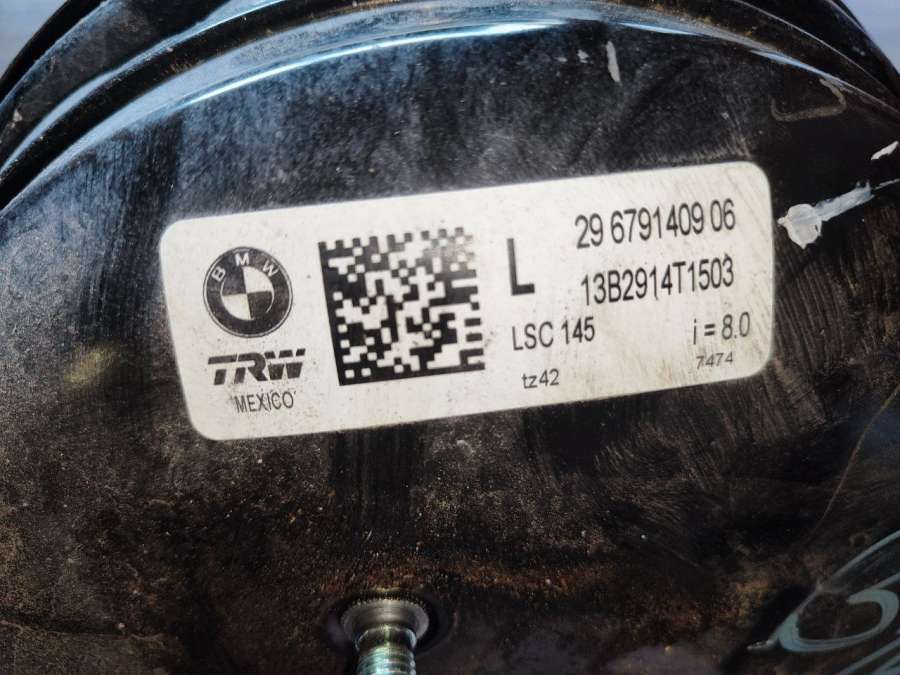 BMW
TRW
MEXICO
L
29 6791409 06
13B2914T1503
LSC 145
i = 8.0
tz42
7474